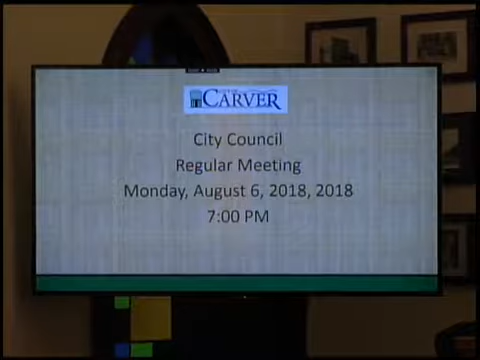 CARVER
City Council
Regular Meeting
Monday, August 6, 2018, 2018
7:00 PM